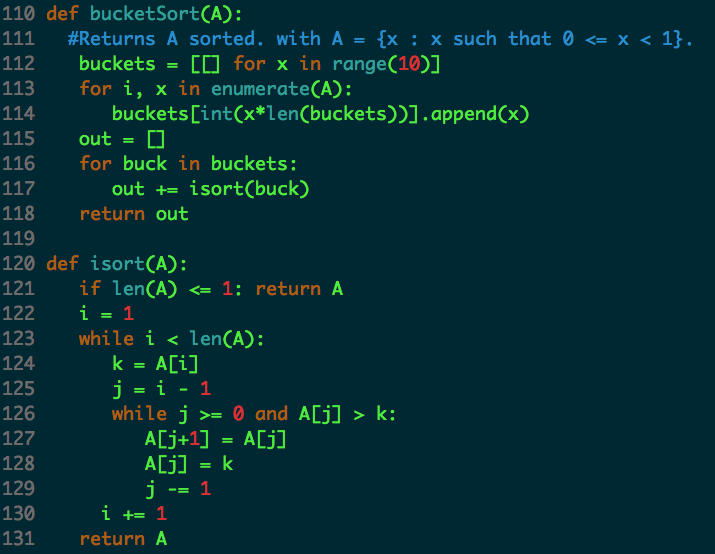 110 def bucketSort(A):
111   #Returns A sorted. with A = {x : x such that 0 <= x < 1}.
112    buckets = [[] for x in range(10)]
113    for i, x in enumerate(A):
114       buckets[int(x*len(buckets))].append(x)
115    out = []
116    for buck in buckets:
117       out += isort(buck)
118    return out
119
120 def isort(A):
121    if len(A) <= 1: return A
122    i = 1
123    while i < len(A):
124       k = A[i]
125       j = i - 1
126       while j >= 0 and A[j] > k:
127          A[j+1] = A[j]
128          A[j] = k
129          j -= 1
130      i += 1
131    return A